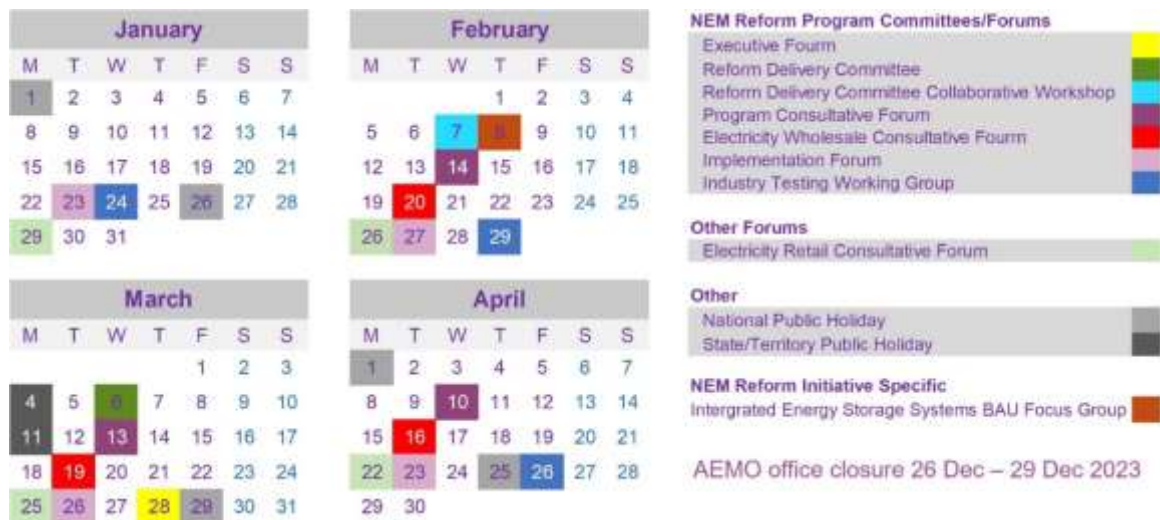 January
M T W T F S S
1 2 3 4 5 6 7
8 9 10 11 12 13 14
15 16 17 18 19 20 21
22 23 24 25 26 27 28
29 30 31
February
M T W T F S S
1 2 3 4
5 6 7 8 9 10 11
12 13 14 15 16 17 18
19 20 21 22 23 24 25
26 27 28 29
March
M T W T F S S
1 2 3
4 5 6 7 8 9 10
11 12 13 14 15 16 17
18 19 20 21 22 23 24
25 26 27 28 29 30 31
April
M T W T F S S
1 2 3 4 5 6 7
8 9 10 11 12 13 14
15 16 17 18 19 20 21
22 23 24 25 26 27 28
29 30
NEM Reform Program Committees/Forums
Executive Fourm
Reform Delivery Committee
Reform Delivery Committee Collaborative Workshop
Program Consultative Forum
Electricity Wholesale Consultative Fourm
Implementation Forum
Industry Testing Working Group
Other Forums
Electricity Retail Consultative Forum
Other
National Public Holiday
State/Territory Public Holiday
NEM Reform Initiative Specific
Intergrated Energy Storage Systems BAU Focus Group
AEMO office closure 26 Dec – 29 Dec 2023